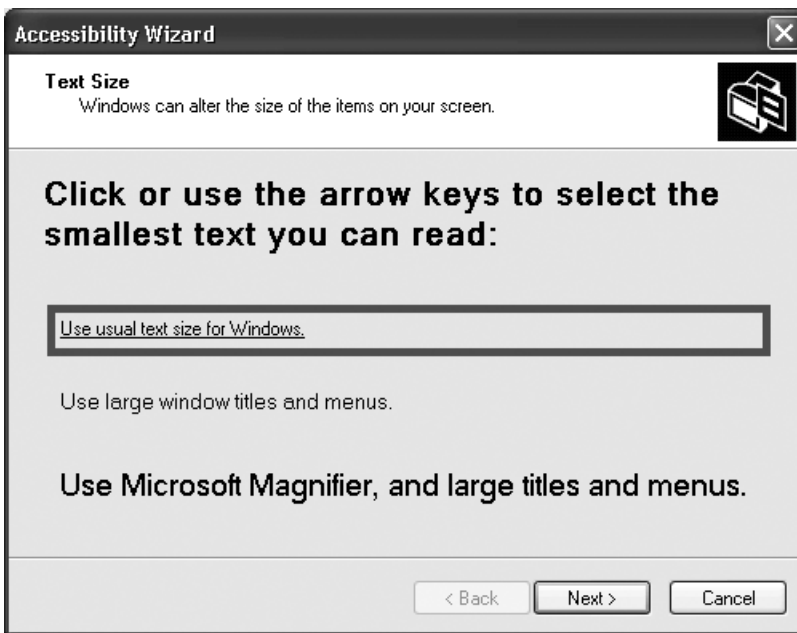 Accessibility Wizard
Text Size
Windows can alter the size of the items on your screen.
Click or use the arrow keys to select the
smallest text you can read:
Use usual text size for Windows.
Use large window titles and menus.
Use Microsoft Magnifier, and large titles and menus.
< Back Next > Cancel